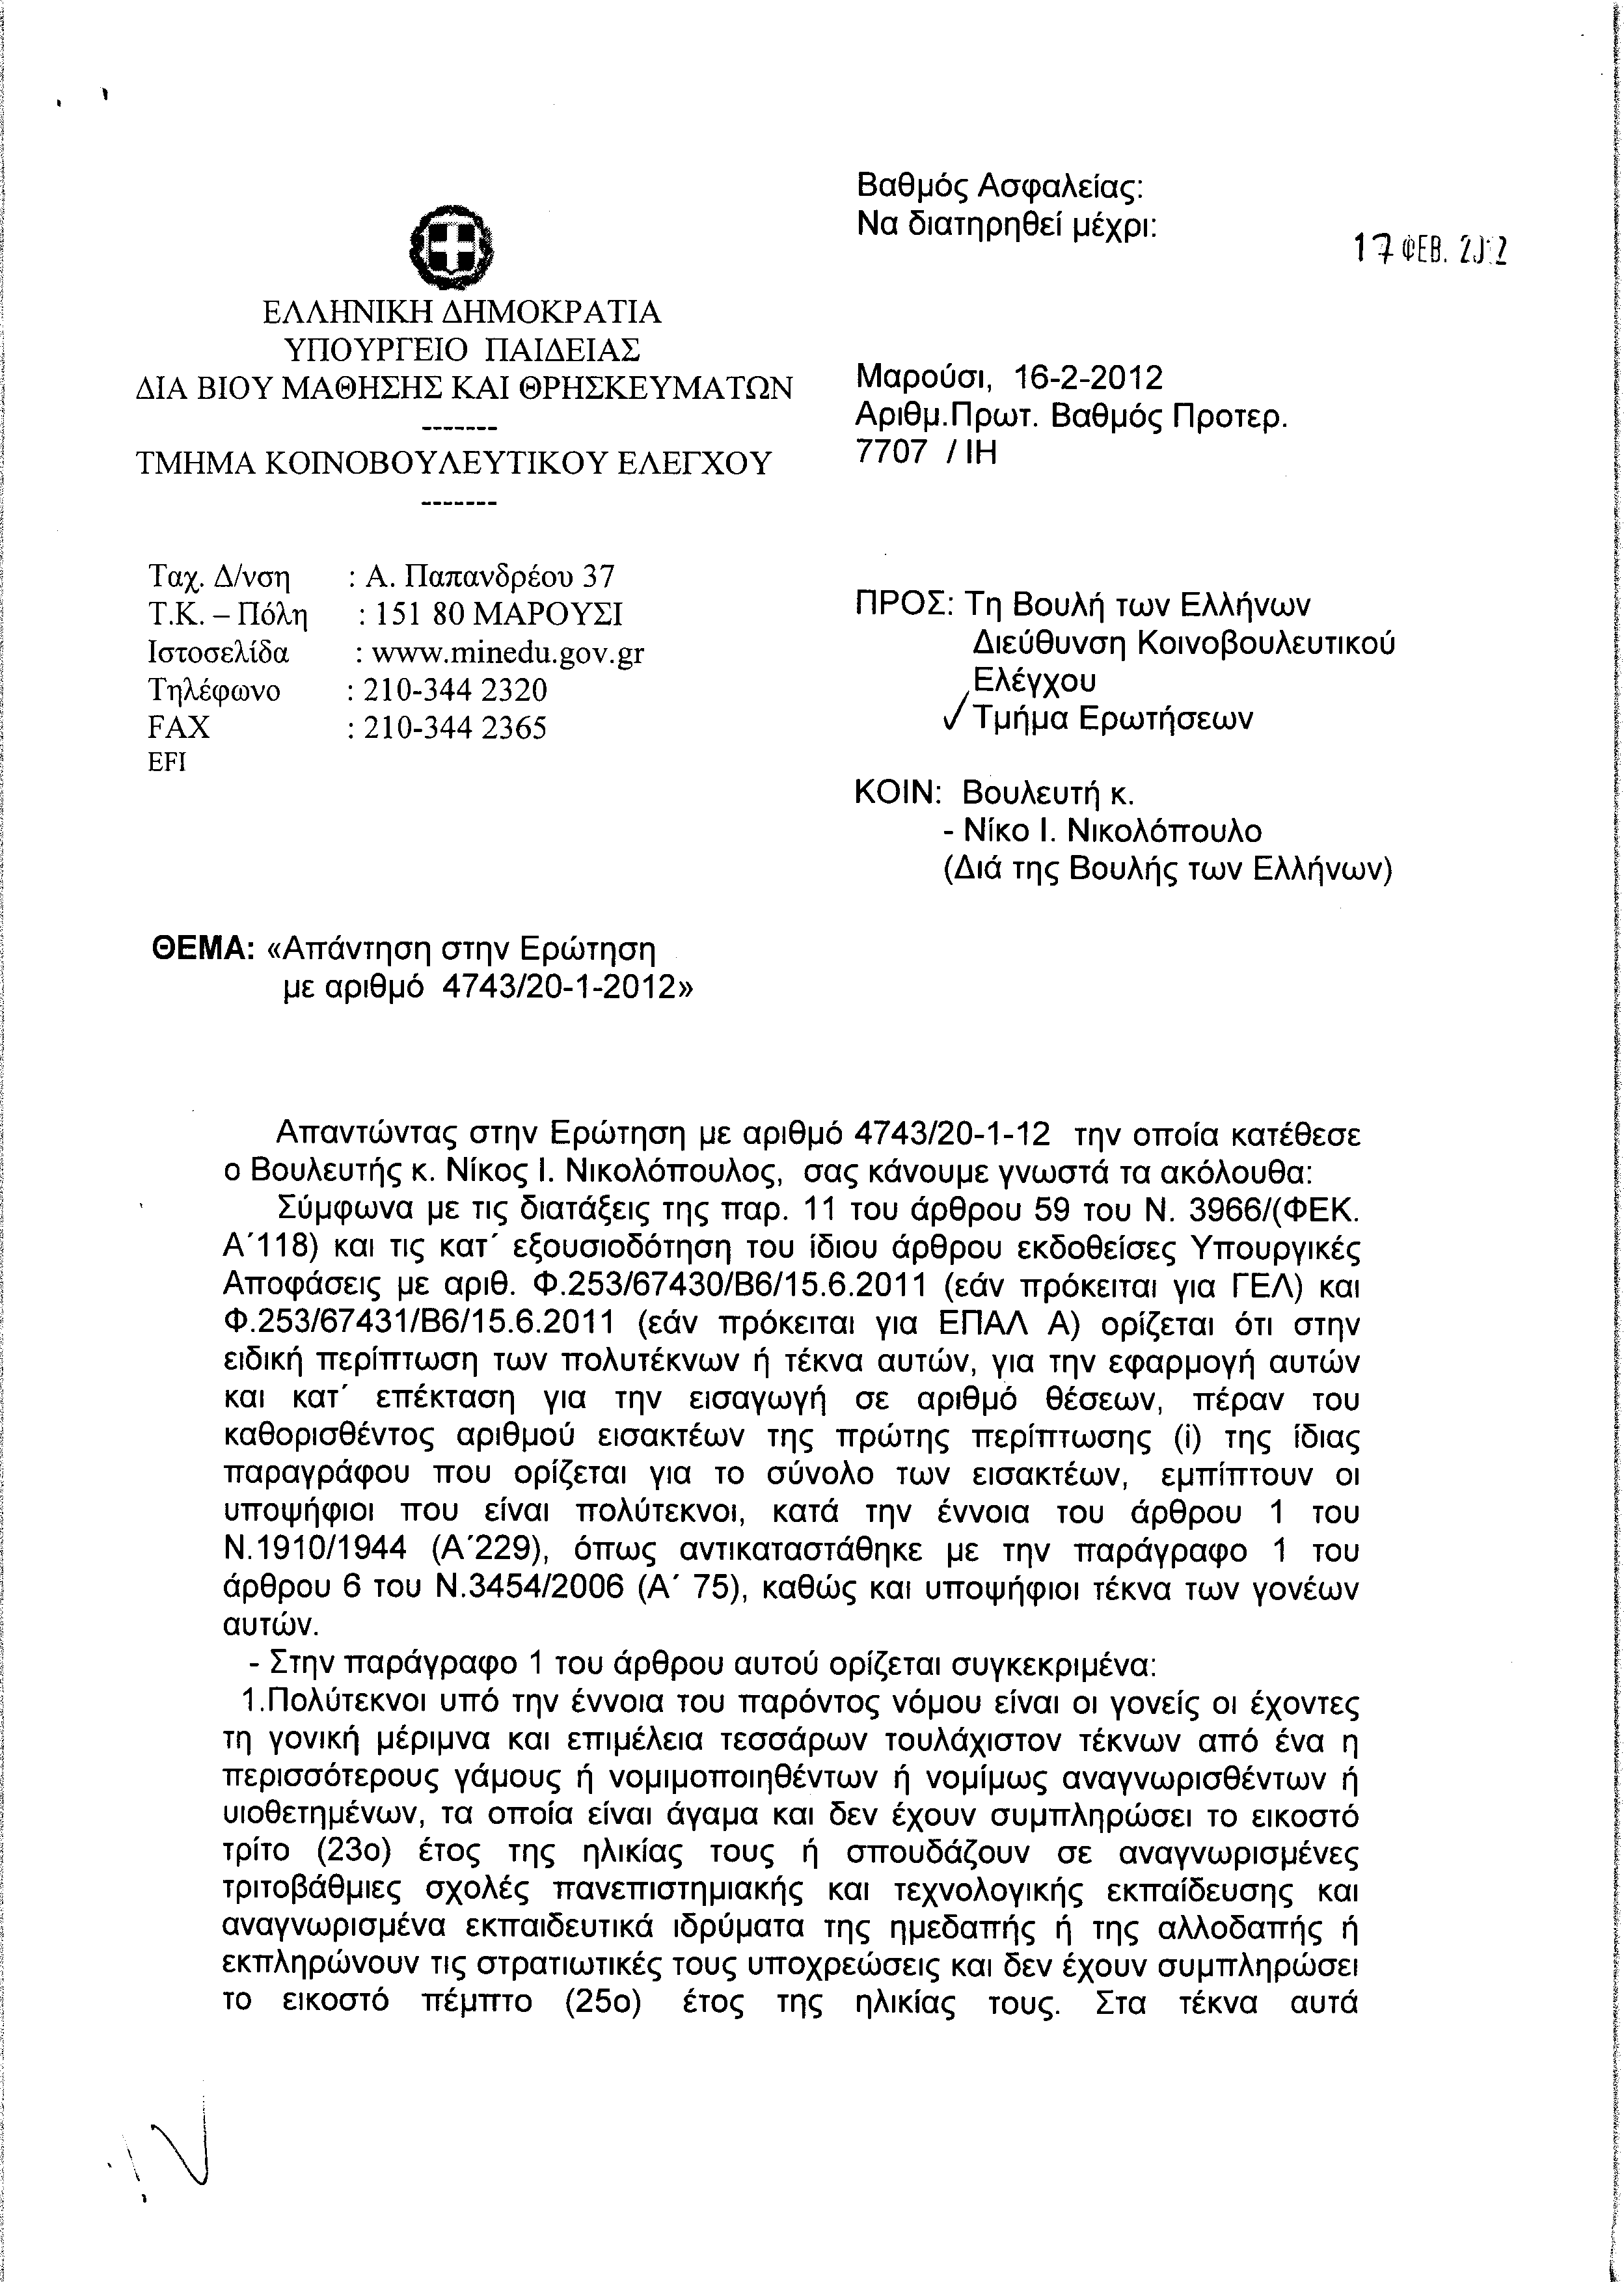 Βαθμός Ασφαλείας:
Να διατηρηθεί μέχρι:
17 ΦΕΒ.
ΕΛΛΗΝΙΚΗ ΔΗΜΟΚΡΑΤΙΑ
ΥΠΟΥΡΓΕΙΟ ΠΑΙΔΕΙΑΣ
ΔΙΑ ΒΙΟΥ ΜΑΘΗΣΗΣ ΚΑΙ ΘΡΗΣΚΕΥΜΑΤΩΝ
-------
ΤΜΗΜΑ ΚΟΙΝΟΒΟΥΛΕΥΤΙΚΟΥ ΕΛΕΓΧΟΥ
-------
Μαρούσι, 16-2-2012
Αριθμ.Πρωτ. Βαθμός Προτερ.
7707 / ΙΗ
Ταχ. Δ/νση : Α. Παπανδρέου 37
Τ.Κ. – Πόλη : 151 80 ΜΑΡΟΥΣΙ
Ιστοσελίδα : www.minedu.gov.gr
Τηλέφωνο : 210-344 2320
FAX : 210-344 2365
EFI
ΠΡΟΣ: Τη Βουλή των Ελλήνων
Διεύθυνση Κοινοβουλευτικού
Ελέγχου
√ Τμήμα Ερωτήσεων
ΚΟΙΝ: Βουλευτή κ.
- Νίκο Ι. Νικολόπουλο
(Διά της Βουλής των Ελλήνων)
ΘΕΜΑ: «Απάντηση στην Ερώτηση
με αριθμό 4743/20-1-2012»
Απαντώντας στην Ερώτηση με αριθμό 4743/20-1-12 την οποία κατέθεσε
ο Βουλευτής κ. Νίκος Ι. Νικολόπουλος, σας κάνουμε γνωστά τα ακόλουθα:
Σύμφωνα με τις διατάξεις της παρ. 11 του άρθρου 59 του Ν. 3966/(ΦΕΚ.
Α΄118) και τις κατ΄ εξουσιοδότηση του ίδιου άρθρου εκδοθείσες Υπουργικές
Αποφάσεις με αριθ. Φ.253/67430/Β6/15.6.2011 (εάν πρόκειται για ΓΕΛ) και
Φ.253/67431/Β6/15.6.2011 (εάν πρόκειται για ΕΠΑΛ Α) ορίζεται ότι στην
ειδική περίπτωση των πολυτέκνων ή τέκνα αυτών, για την εφαρμογή αυτών
και κατ΄ επέκταση για την εισαγωγή σε αριθμό θέσεων, πέραν του
καθορισθέντος αριθμού εισακτέων της πρώτης περίπτωσης (i) της ίδιας
παραγράφου που ορίζεται για το σύνολο των εισακτέων, εμπίπτουν οι
υποψήφιοι που είναι πολύτεκνοι, κατά την έννοια του άρθρου 1 του
Ν.1910/1944 (Α΄229), όπως αντικαταστάθηκε με την παράγραφο 1 του
άρθρου 6 του Ν.3454/2006 (Α΄ 75), καθώς και υποψήφιοι τέκνα των γονέων
αυτών.
- Στην παράγραφο 1 του άρθρου αυτού ορίζεται συγκεκριμένα:
1.Πολύτεκνοι υπό την έννοια του παρόντος νόμου είναι οι γονείς οι έχοντες
τη γονική μέριμνα και επιμέλεια τεσσάρων τουλάχιστον τέκνων από ένα η
περισσότερους γάμους ή νομιμοποιηθέντων ή νομίμως αναγνωρισθέντων ή
υιοθετημένων, τα οποία είναι άγαμα και δεν έχουν συμπληρώσει το εικοστό
τρίτο (23ο) έτος της ηλικίας τους ή σπουδάζουν σε αναγνωρισμένες
τριτοβάθμιες σχολές πανεπιστημιακής και τεχνολογικής εκπαίδευσης και
αναγνωρισμένα εκπαιδευτικά ιδρύματα της ημεδαπής ή της αλλοδαπής ή
εκπληρώνουν τις στρατιωτικές τους υποχρεώσεις και δεν έχουν συμπληρώσει
το εικοστό πέμπτο (25ο) έτος της ηλικίας τους. Στα τέκνα αυτά